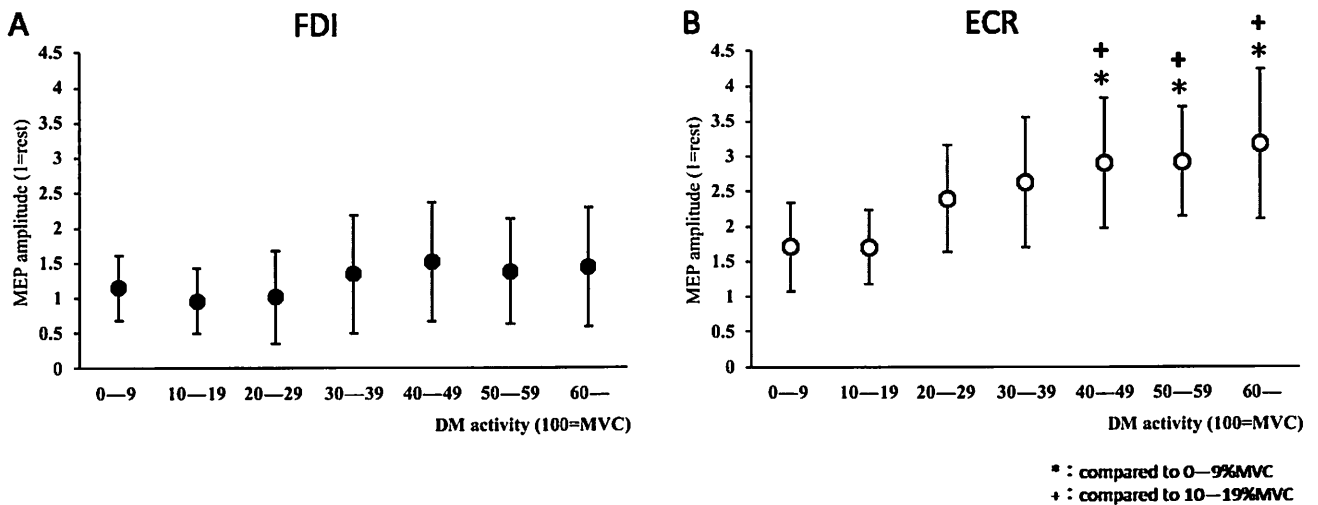 A
FDI
MEP amplitude (1=rest)
4.5
4
3.5
3
2.5
2
1.5
1
0.5
0
0—9 10—19 20—29 30—39 40—49 50—59 60—
DM activity (100=MVC)
B
ECR
MEP amplitude (1=rest)
4.5
4
3.5
3
2.5
2
1.5
1
0.5
0
+ + +
* * *
0—9 10—19 20—29 30—39 40—49 50—59 60—
DM activity (100=MVC)
* : compared to 0—9%MVC
+ : compared to 10—19%MVC